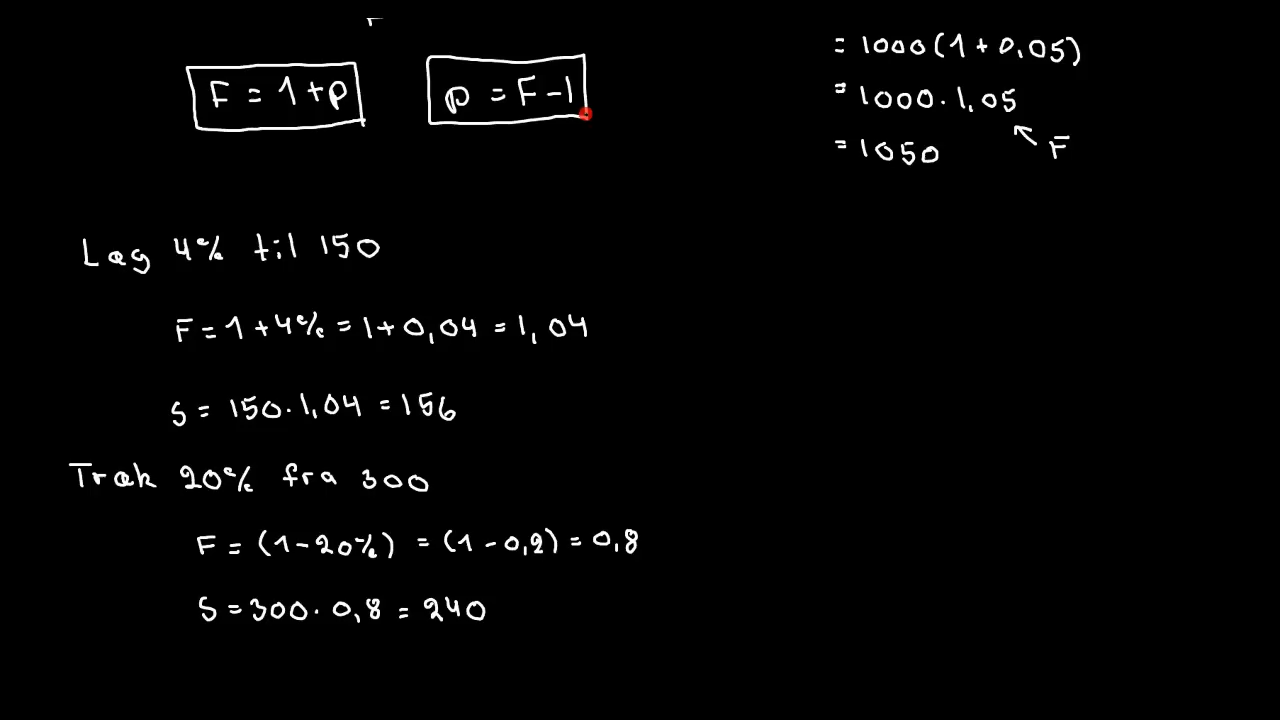 F = 1+p
p = F-1
= 1000(1 + 0,05)
= 1000 · 1,05
F
= 1050
Læg 4% til 150
F = 1 + 4% = 1 + 0,04 = 1,04
S = 150 · 1,04 = 156
Træk 20% fra 300
F = (1-20%) = (1-0,2) = 0,8
S = 300 · 0,8 = 240